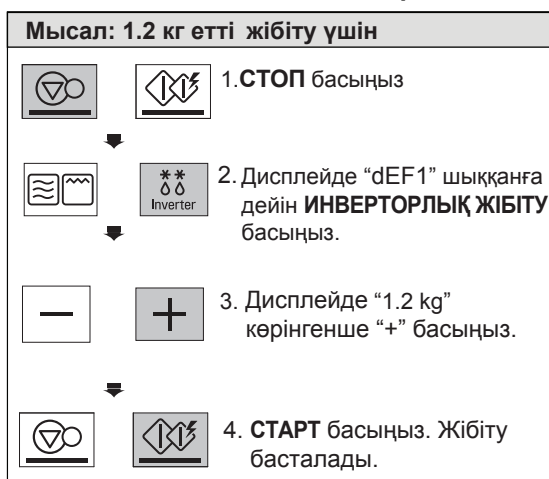 Мысал: 1.2 кг етті жібіту үшін
1.СТОП басыңыз
2. Дисплейде “dEF1” шыққанға
дейін ИНВЕРТОРЛЫҚ ЖІБІТУ
басыңыз.
Inverter
3. Дисплейде “1.2 kg”
көрінгенше “+” басыңыз.
4. СТАРТ басыңыз. Жібіту
басталады.